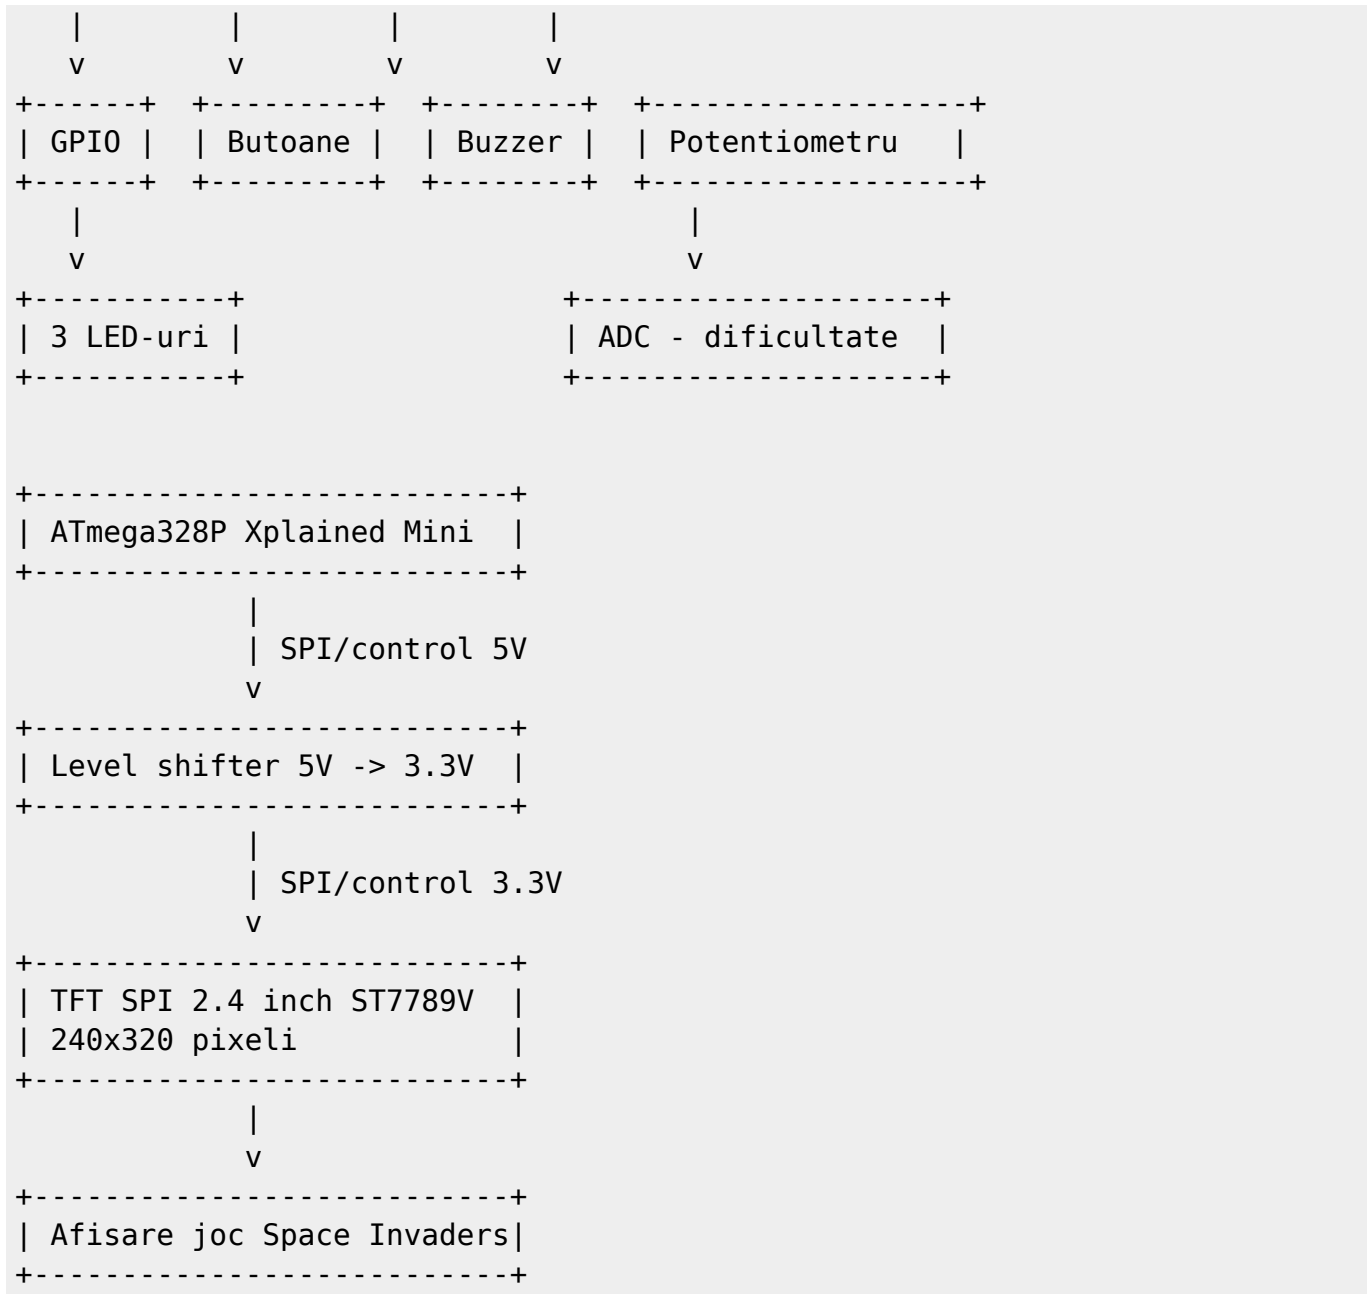 |        |        |        |
   v        v        v        v
+------+  +---------+  +--------+  +------------------+
| GPIO |  | Butoane |  | Buzzer |  | Potentiometru   |
+------+  +---------+  +--------+  +------------------+
   |                                  |
   v                                  v
+-----------+                  +--------------------+
| 3 LED-uri |                  | ADC - dificultate  |
+-----------+                  +--------------------+
+---------------------------+
| ATmega328P Xplained Mini  |
+---------------------------+
             |
             | SPI/control 5V
             v
+---------------------------+
| Level shifter 5V -> 3.3V  |
+---------------------------+
             |
             | SPI/control 3.3V
             v
+---------------------------+
| TFT SPI 2.4 inch ST7789V  |
| 240x320 pixeli            |
+---------------------------+
             |
             v
+---------------------------+
| Afisare joc Space Invaders|
+---------------------------+